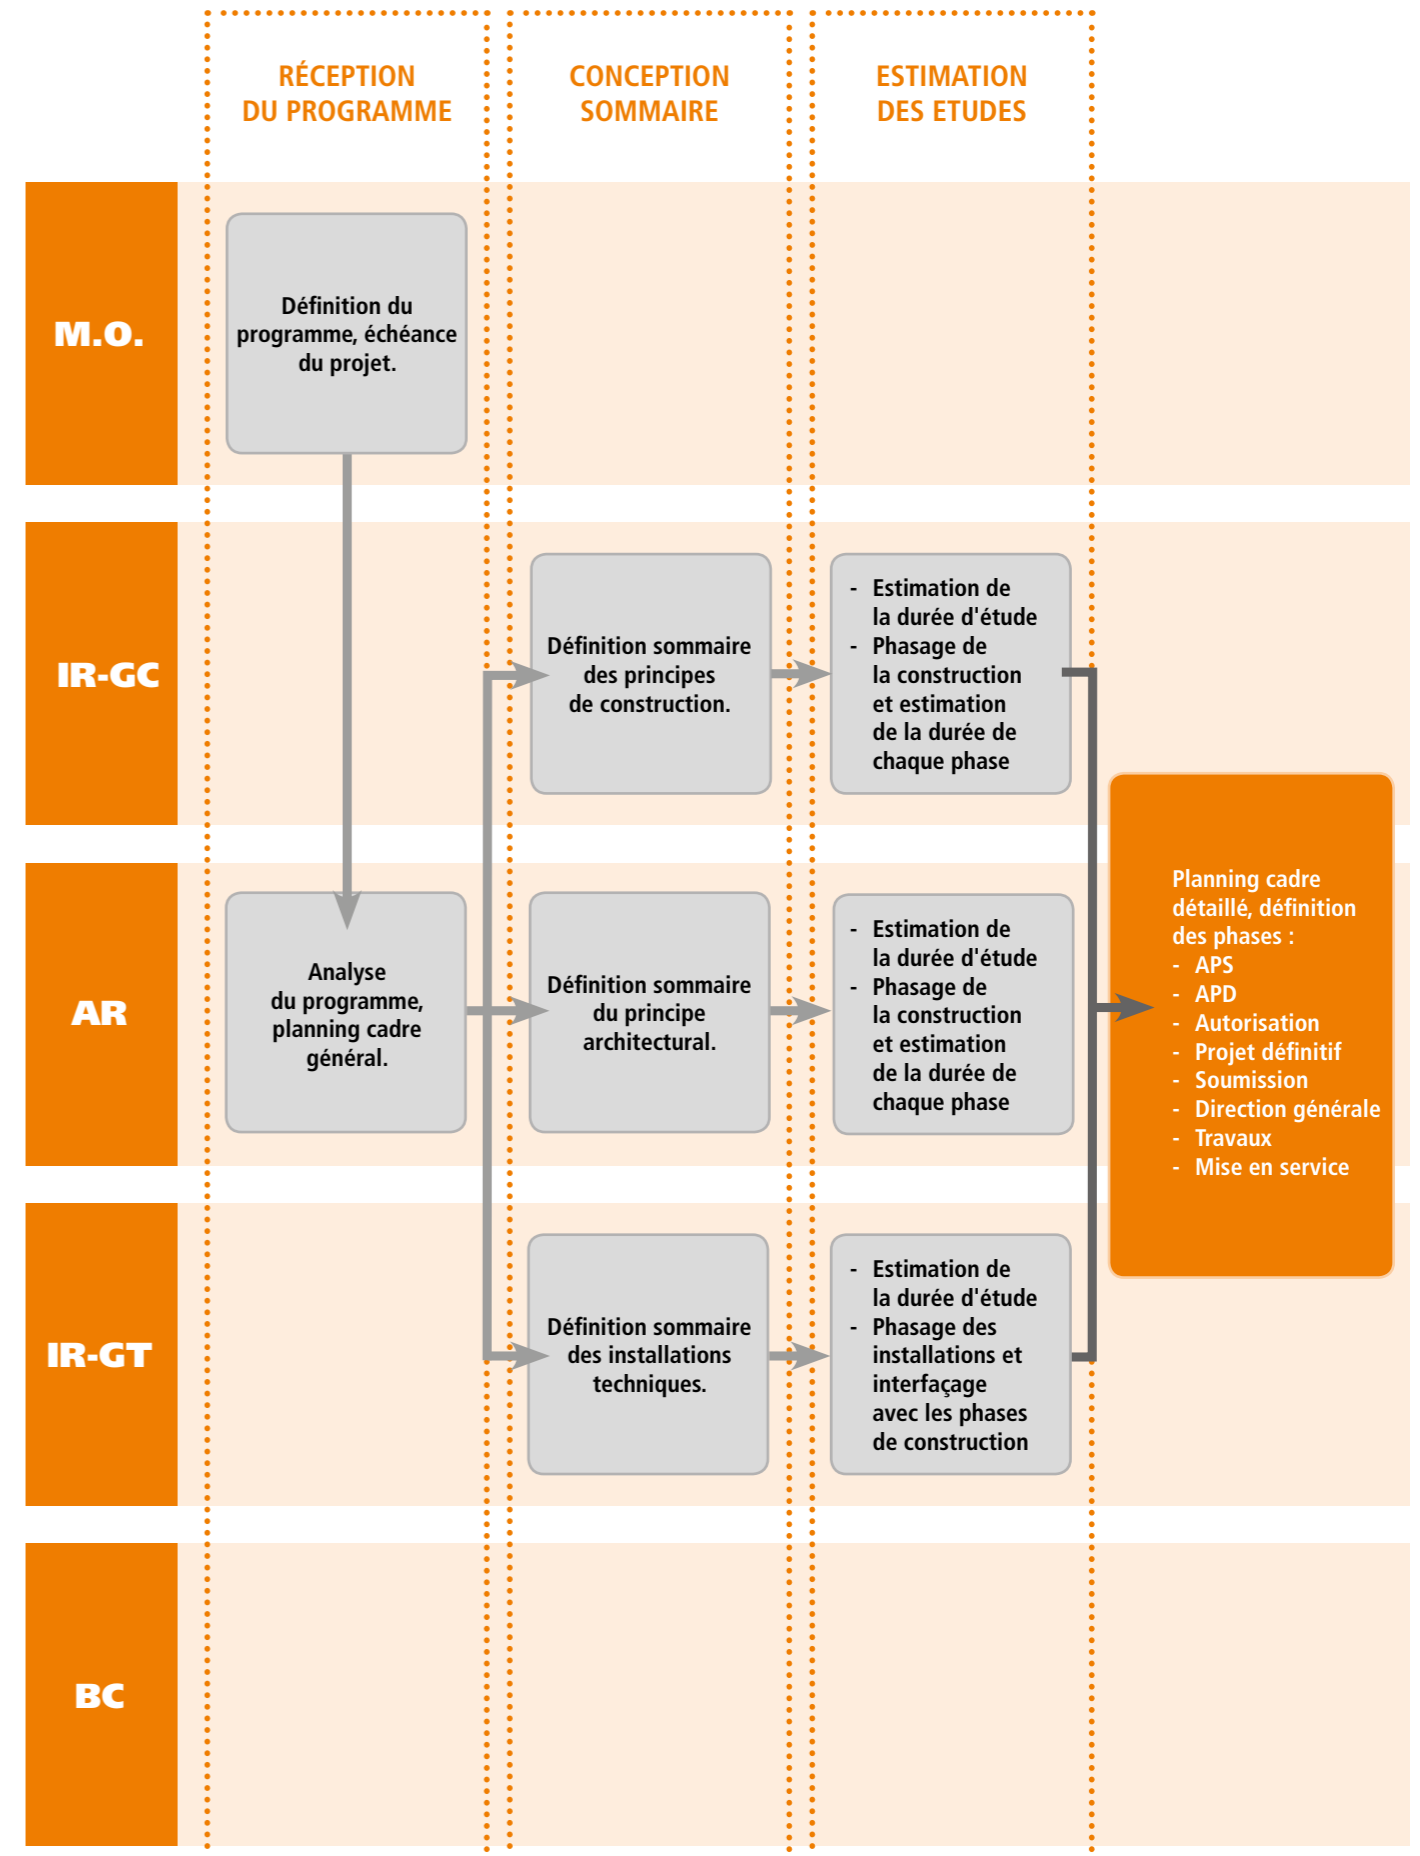 RÉCEPTION
DU PROGRAMME
CONCEPTION
SOMMAIRE
ESTIMATION
DES ETUDES
M.O.
Définition du
programme, échéance
du projet.
IR-GC
Définition sommaire
des principes
de construction.
- Estimation de
la durée d'étude
- Phasage de
la construction
et estimation
de la durée de
chaque phase
AR
Analyse
du programme,
planning cadre
général.
Définition sommaire
du principe
architectural.
- Estimation de
la durée d'étude
- Phasage de
la construction
et estimation
de la durée de
chaque phase
Planning cadre
détaillé, définition
des phases :
- APS
- APD
- Autorisation
- Projet définitif
- Soumission
- Direction générale
- Travaux
- Mise en service
IR-GT
Définition sommaire
des installations
techniques.
- Estimation de
la durée d'étude
- Phasage des
installations et
interfaçage
avec les phases
de construction
BC